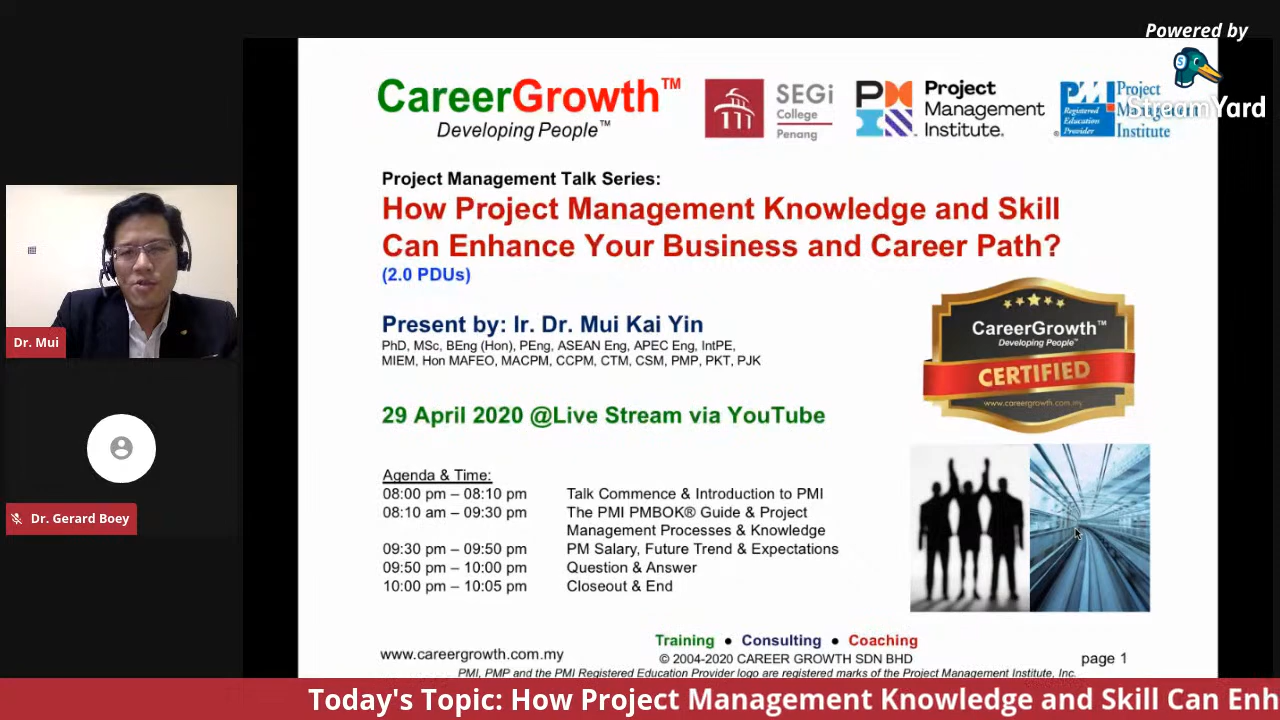 Powered by
StreamYard
CareerGrowth™
Developing People™
SEGi
College
Penang
Project
Management
Institute.
PMI
Registered
Education
Provider
Project
Management
Institute
Project Management Talk Series:
How Project Management Knowledge and Skill
Can Enhance Your Business and Career Path?
(2.0 PDUs)
Present by: Ir. Dr. Mui Kai Yin
PhD, MSc, BEng (Hon), PEng, ASEAN Eng, APEC Eng, IntPE,
MIEM, Hon MAFEO, MACPM, CCPM, CTM, CSM, PMP, PKT, PJK
CareerGrowth™
Developing People™
CERTIFIED
www.careergrowth.com.my
Dr. Mui
29 April 2020 @Live Stream via YouTube
Agenda & Time:
08:00 pm – 08:10 pm Talk Commence & Introduction to PMI
08:10 am – 09:30 pm The PMI PMBOK® Guide & Project
Management Processes & Knowledge
09:30 pm – 09:50 pm PM Salary, Future Trend & Expectations
09:50 pm – 10:00 pm Question & Answer
10:00 pm – 10:05 pm Closeout & End
Dr. Gerard Boey
Training ● Consulting ● Coaching
www.careergrowth.com.my © 2004-2020 CAREER GROWTH SDN BHD page 1
PMI, PMP and the PMI Registered Education Provider logo are registered marks of the Project Management Institute, Inc.
Today's Topic: How Project Management Knowledge and Skill Can Enh